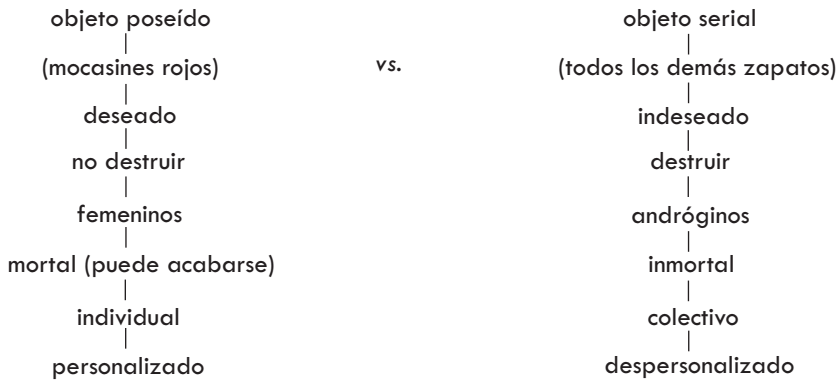 objeto poseído
(mocasines rojos)
deseado
no destruir
femeninos
mortal (puede acabarse)
individual
personalizado
vs.
objeto serial
(todos los demás zapatos)
indeseado
destruir
andróginos
inmortal
colectivo
despersonalizado